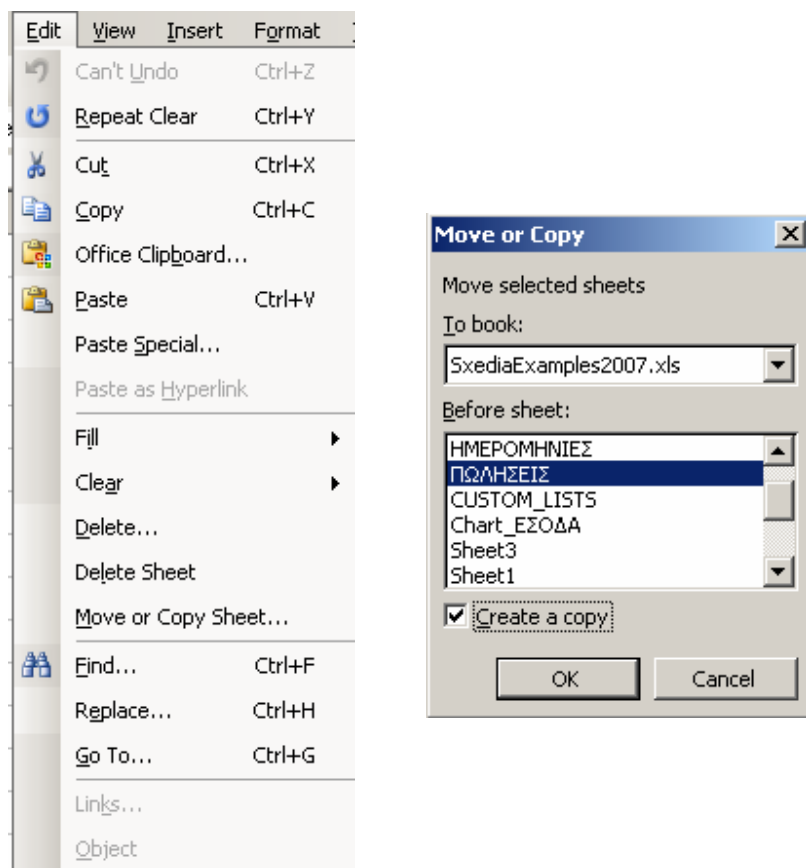 Edit View Insert Format
Can't Undo Ctrl+Z
Repeat Clear Ctrl+Y
Cut Ctrl+X
Copy Ctrl+C
Office Clipboard...
Paste Ctrl+V
Paste Special...
Paste as Hyperlink
Fill
Clear
Delete...
Delete Sheet
Move or Copy Sheet...
Find... Ctrl+F
Replace... Ctrl+H
Go To... Ctrl+G
Links...
Object
Move or Copy
Move selected sheets
To book:
SxediaExamples2007.xls
Before sheet:
ΗΜΕΡΟΜΗΝΙΕΣ
ΠΩΛΗΣΕΙΣ
CUSTOM_LISTS
Chart_ΕΣΟΔΑ
Sheet3
Sheet1
Create a copy
OK Cancel